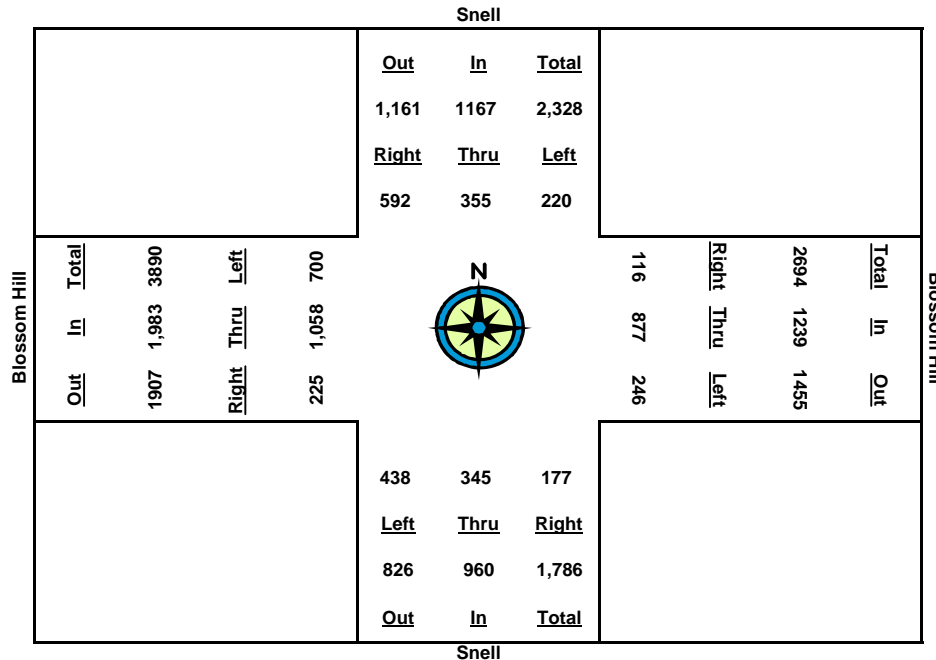 Snell
Out In Total
1,161 1167 2,328
Right Thru Left
592 355 220
Blossom Hill
Total In Out
3890 1,983 1907
Left Thru Right
700 1,058 225
N
116 877 246
Right Thru Left
2694 1239 1455
Total In Out
Blossom Hill
438 345 177
Left Thru Right
826 960 1,786
Out In Total
Snell